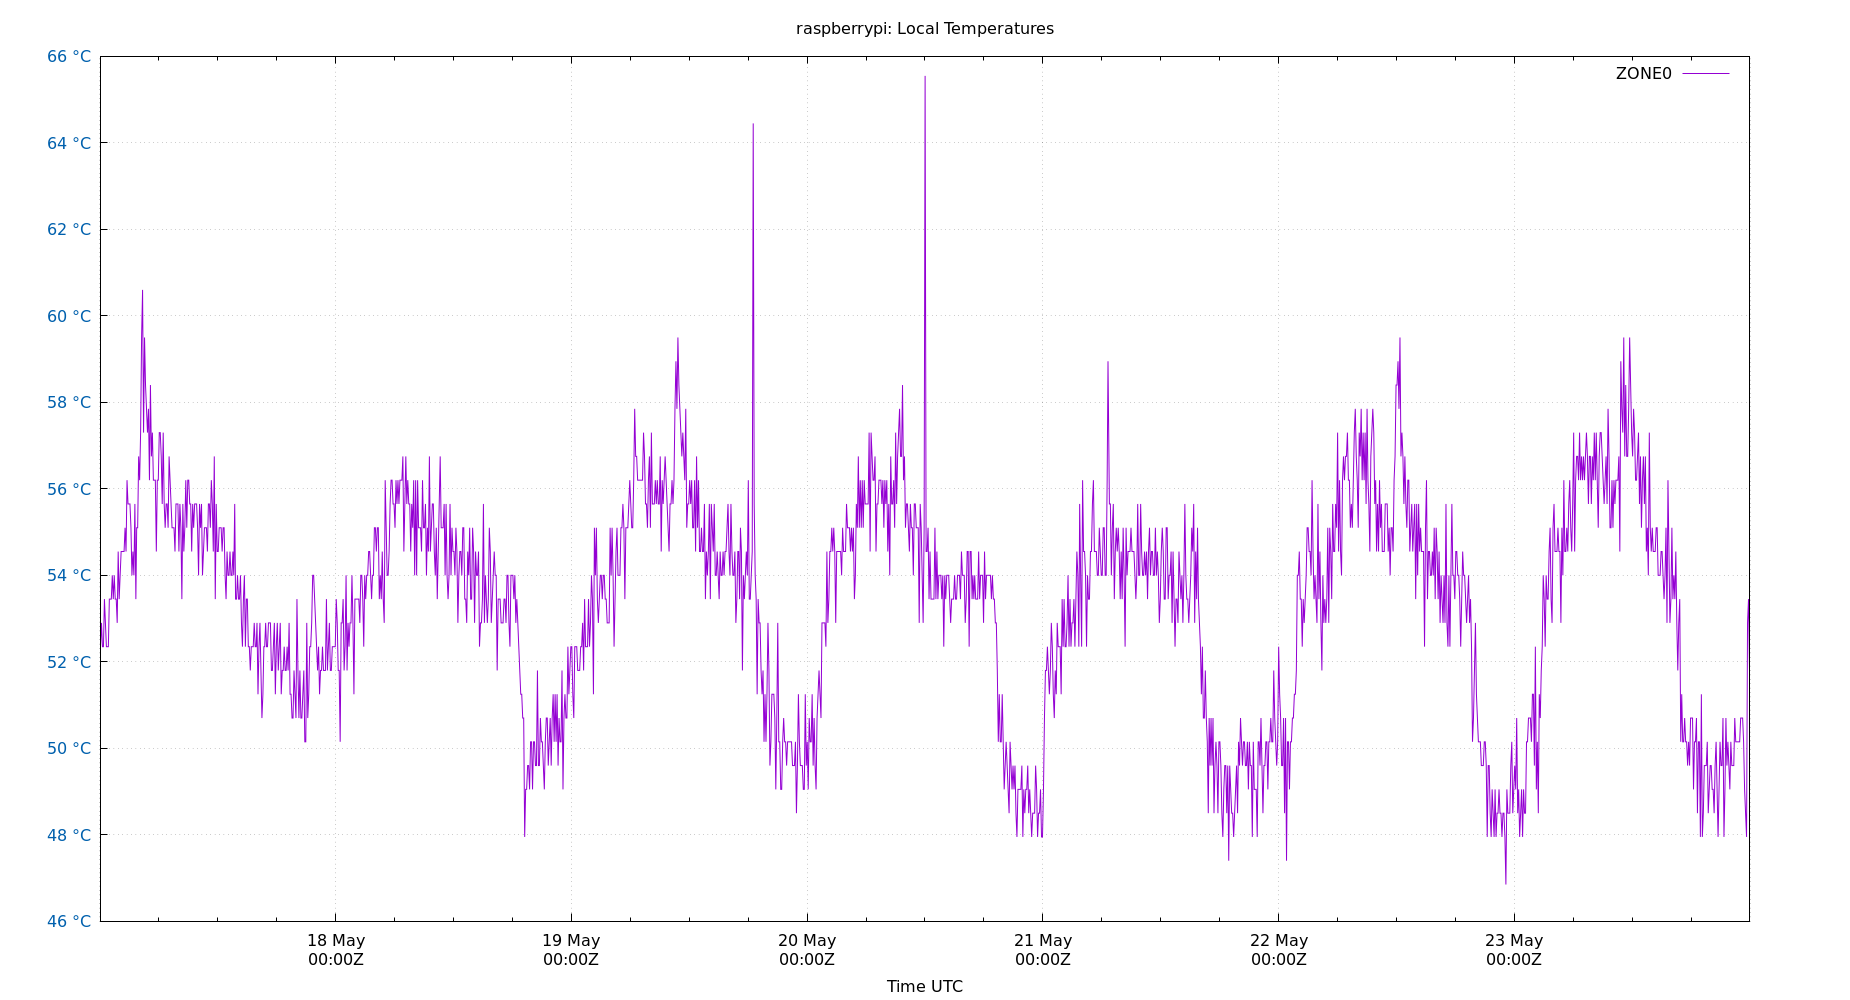 raspberrypi: Local Temperatures
ZONE0
66 °C
64 °C
62 °C
60 °C
58 °C
56 °C
54 °C
52 °C
50 °C
48 °C
46 °C
18 May
00:00Z
19 May
00:00Z
20 May
00:00Z
21 May
00:00Z
22 May
00:00Z
23 May
00:00Z
Time UTC